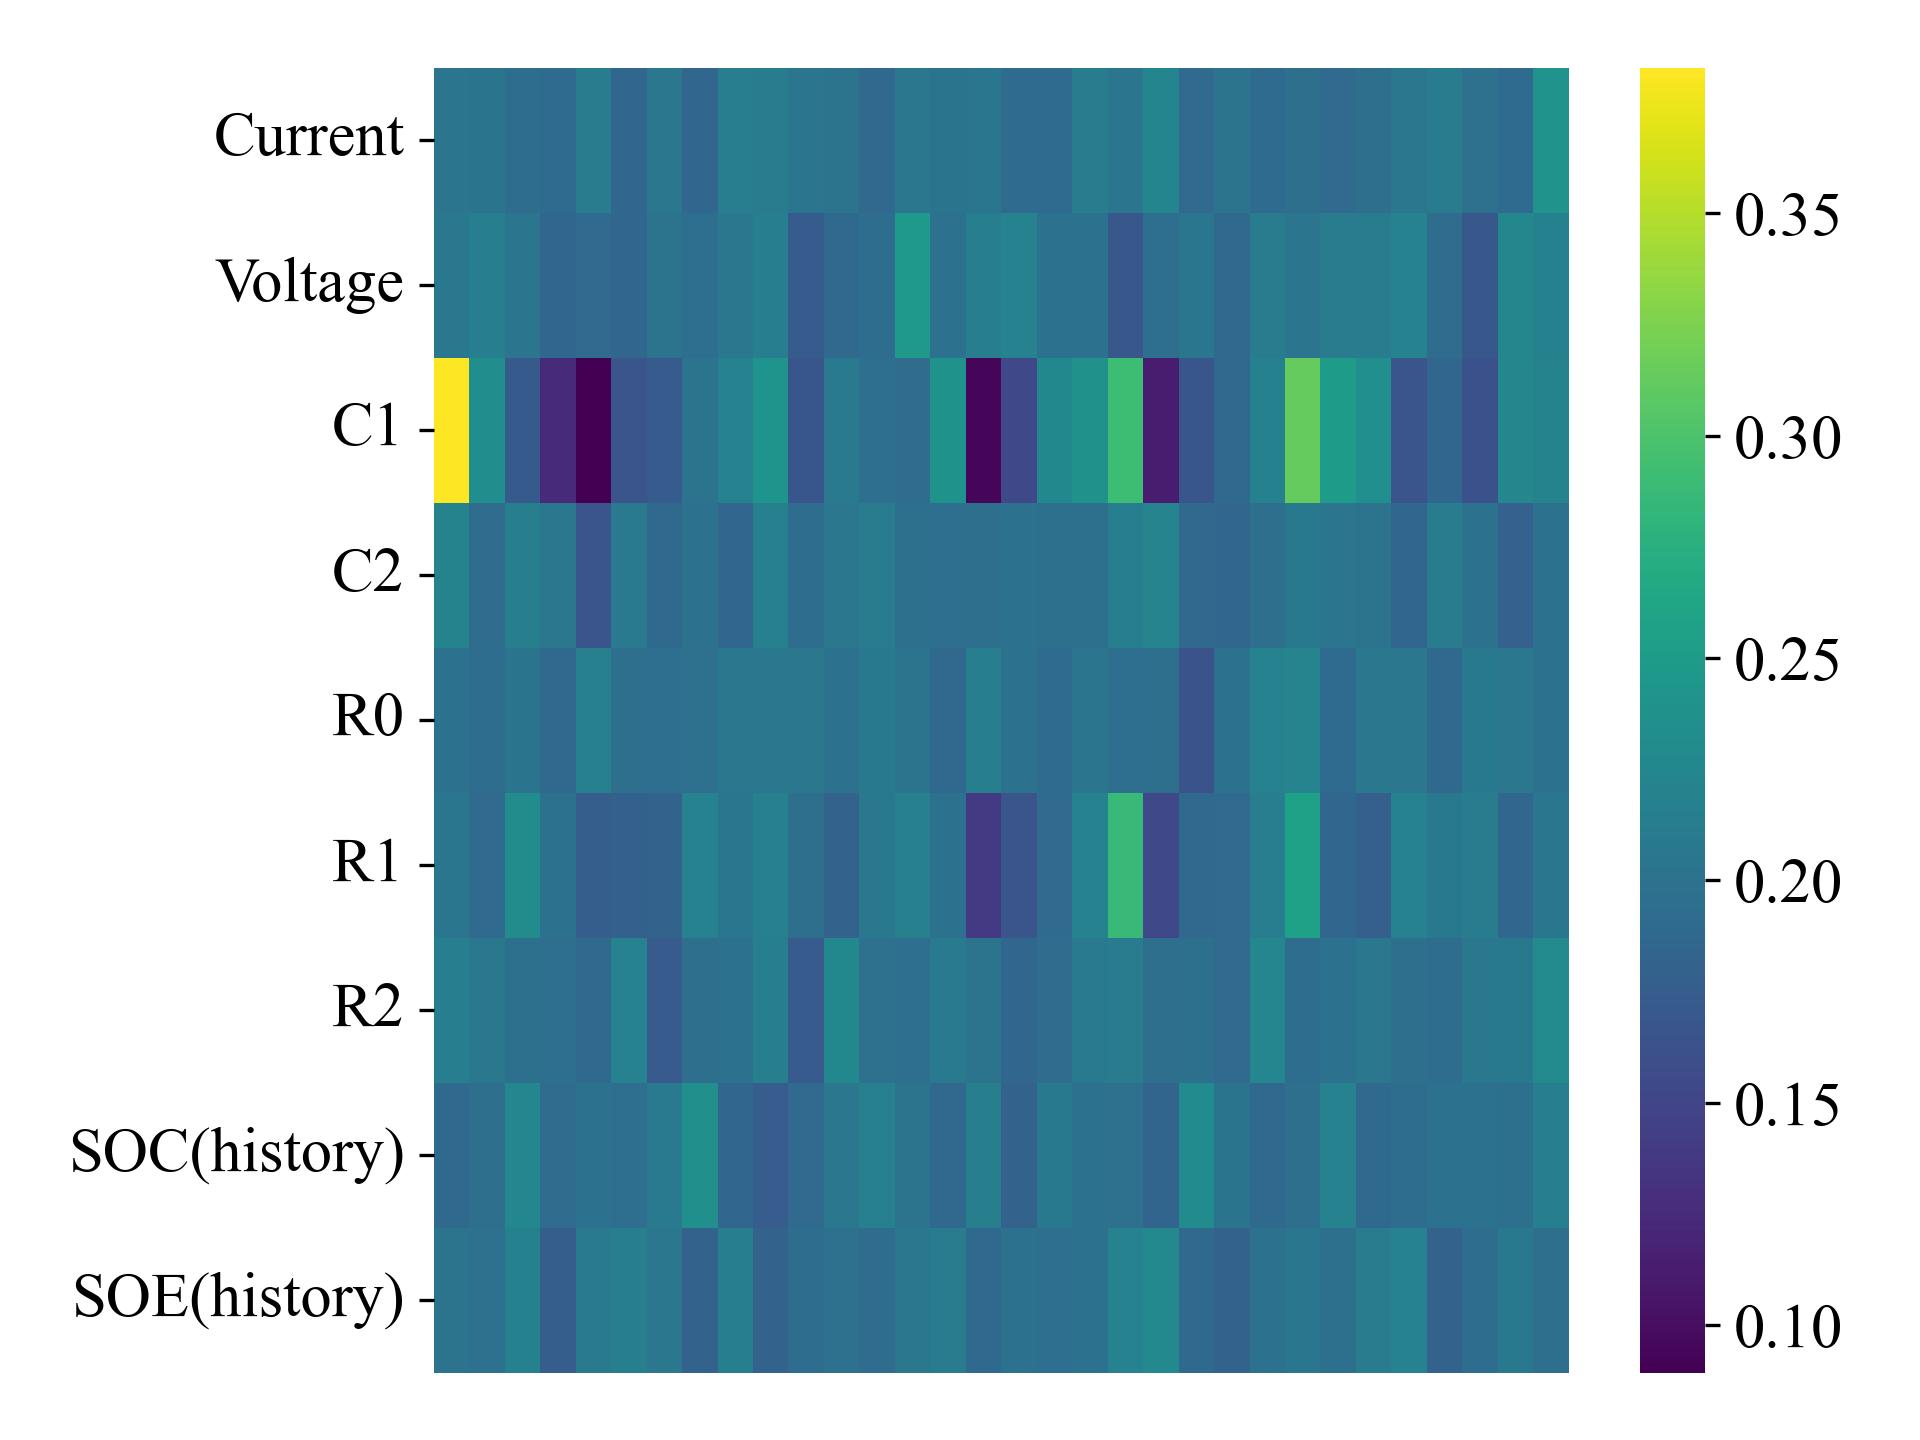 Current
Voltage
C1
C2
R0
R1
R2
SOC(history)
SOE(history)
0.35
0.30
0.25
0.20
0.15
0.10